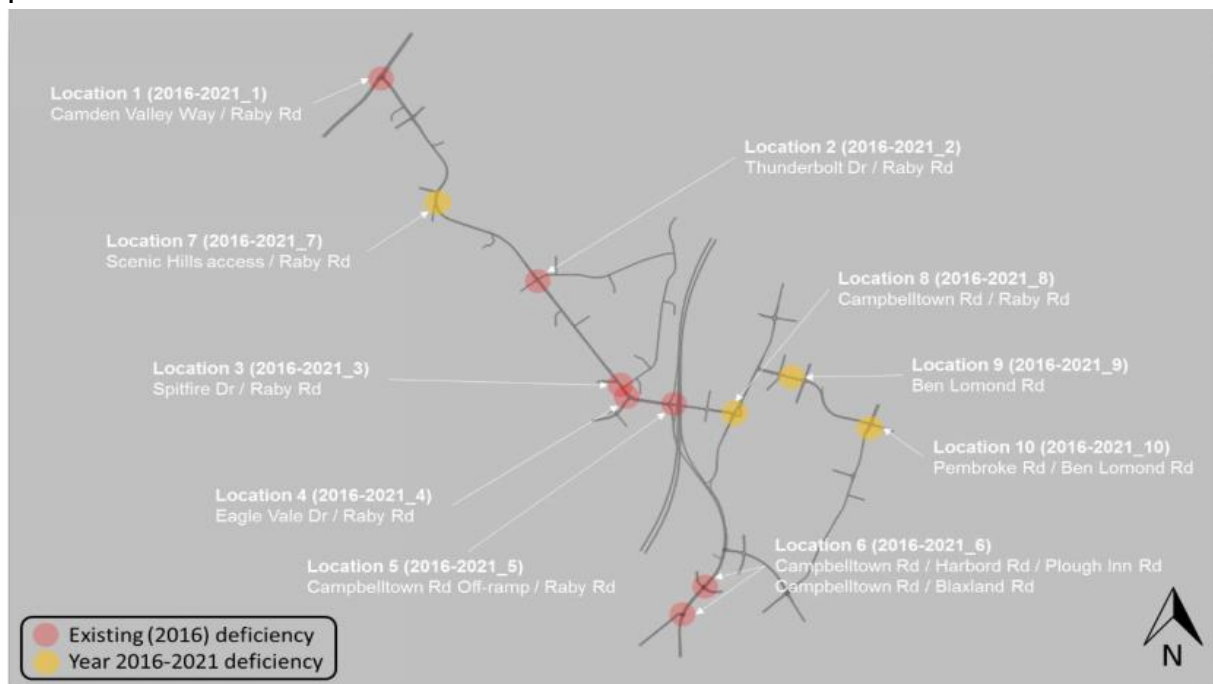 Location 1 (2016-2021_1)
Camden Valley Way / Raby Rd
Location 2 (2016-2021_2)
Thunderbolt Dr / Raby Rd
Location 7 (2016-2021_7)
Scenic Hills access / Raby Rd
Location 8 (2016-2021_8)
Campbelltown Rd / Raby Rd
Location 3 (2016-2021_3)
Spitfire Dr / Raby Rd
Location 9 (2016-2021_9)
Ben Lomond Rd
Location 10 (2016-2021_10)
Pembroke Rd / Ben Lomond Rd
Location 4 (2016-2021_4)
Eagle Vale Dr / Raby Rd
Location 5 (2016-2021_5)
Campbelltown Rd Off-ramp / Raby Rd
Location 6 (2016-2021_6)
Campbelltown Rd / Harbord Rd / Plough Inn Rd
Campbelltown Rd / Blaxland Rd
Existing (2016) deficiency
Year 2016-2021 deficiency
N